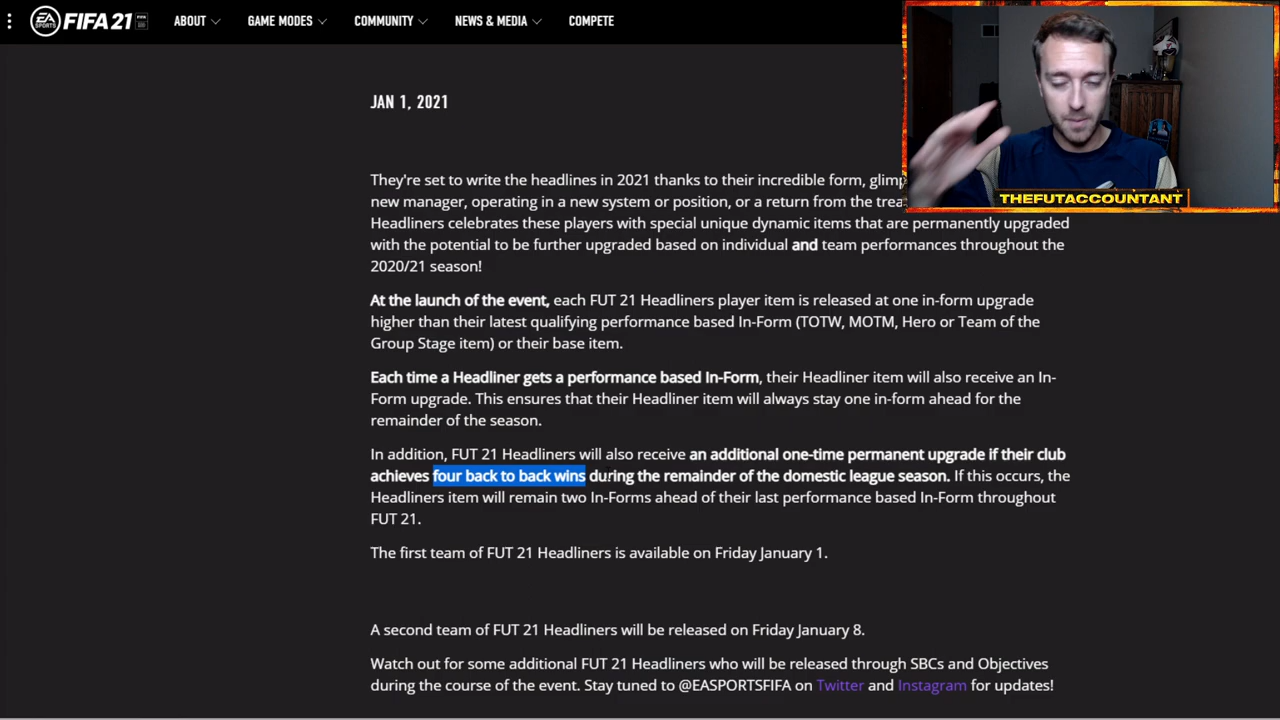 EA SPORTS FIFA 21 ABOUT GAME MODES COMMUNITY NEWS & MEDIA COMPETE
JAN 1, 2021
They're set to write the headlines in 2021 thanks to their incredible form, glimp
new manager, operating in a new system or position, or a return from the trea
Headliners celebrates these players with special unique dynamic items that are permanently upgraded
with the potential to be further upgraded based on individual and team performances throughout the
2020/21 season!
At the launch of the event, each FUT 21 Headliners player item is released at one in-form upgrade
higher than their latest qualifying performance based In-Form (TOTW, MOTM, Hero or Team of the
Group Stage item) or their base item.
Each time a Headliner gets a performance based In-Form, their Headliner item will also receive an In-
Form upgrade. This ensures that their Headliner item will always stay one in-form ahead for the
remainder of the season.
In addition, FUT 21 Headliners will also receive an additional one-time permanent upgrade if their club
achieves four back to back wins during the remainder of the domestic league season. If this occurs, the
Headliners item will remain two In-Forms ahead of their last performance based In-Form throughout
FUT 21.
The first team of FUT 21 Headliners is available on Friday January 1.
A second team of FUT 21 Headliners will be released on Friday January 8.
Watch out for some additional FUT 21 Headliners who will be released through SBCs and Objectives
during the course of the event. Stay tuned to @EASPORTSFIFA on Twitter and Instagram for updates!
THEFUTACCOUNTANT